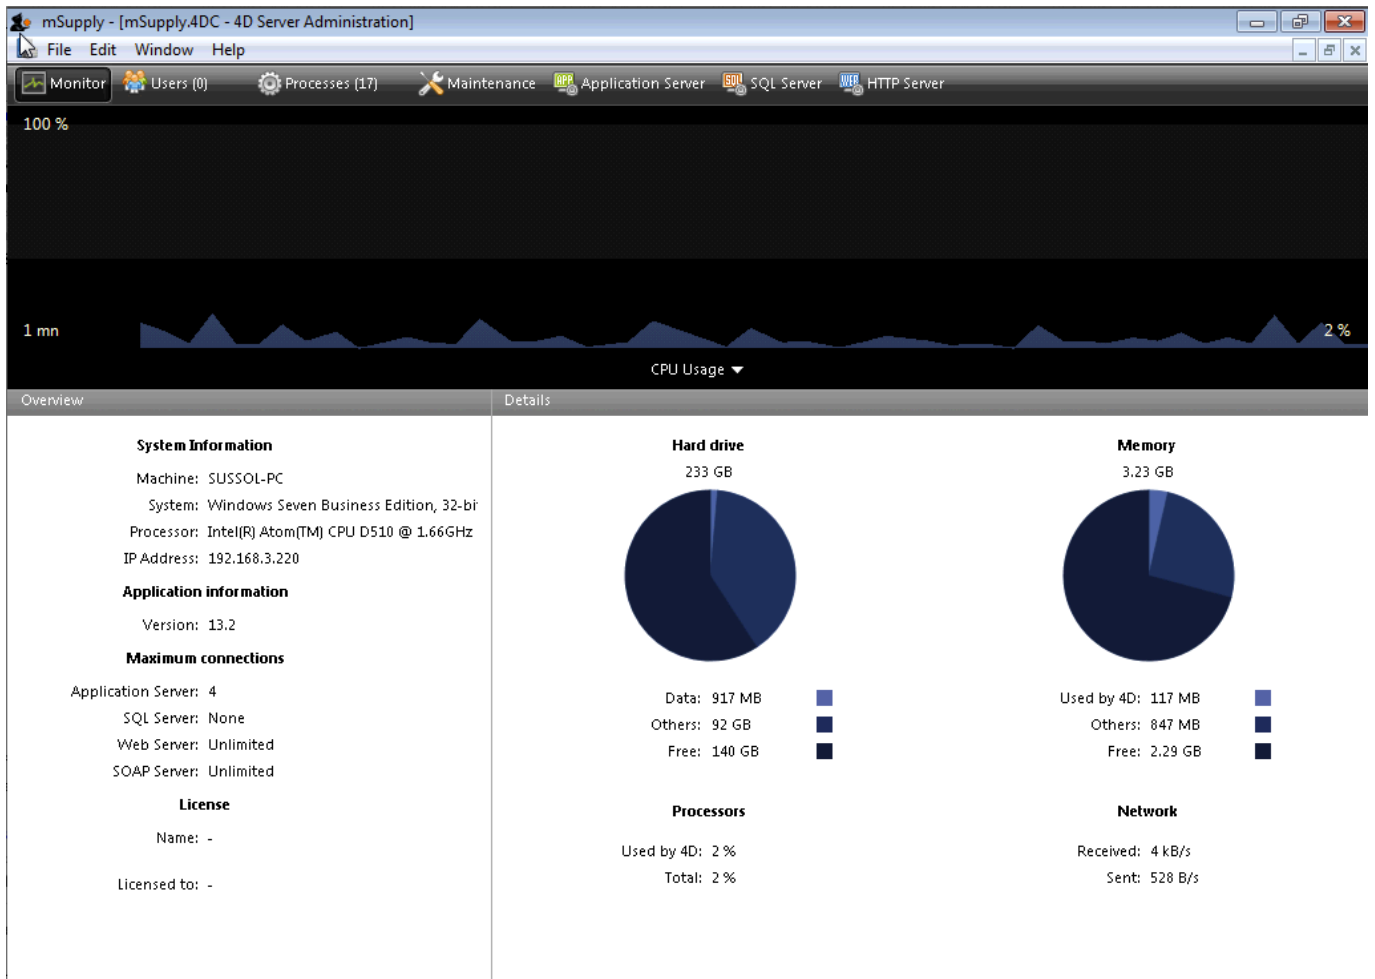 mSupply - [mSupply.4DC - 4D Server Administration]
File Edit Window Help
Monitor Users (0) Processes (17) Maintenance Application Server SQL Server HTTP Server
100 %
1 mn 2 %
CPU Usage
Overview
System Information
Machine: SUSSOL-PC
System: Windows Seven Business Edition, 32-bi
Processor: Intel(R) Atom(TM) CPU D510 @ 1.66GHz
IP Address: 192.168.3.220
Application information
Version: 13.2
Maximum connections
Application Server: 4
SQL Server: None
Web Server: Unlimited
SOAP Server: Unlimited
License
Name: -
Licensed to: -
Details
Hard drive
233 GB
Data: 917 MB
Others: 92 GB
Free: 140 GB
Memory
3.23 GB
Used by 4D: 117 MB
Others: 847 MB
Free: 2.29 GB
Processors
Used by 4D: 2 %
Total: 2 %
Network
Received: 4 kB/s
Sent: 528 B/s